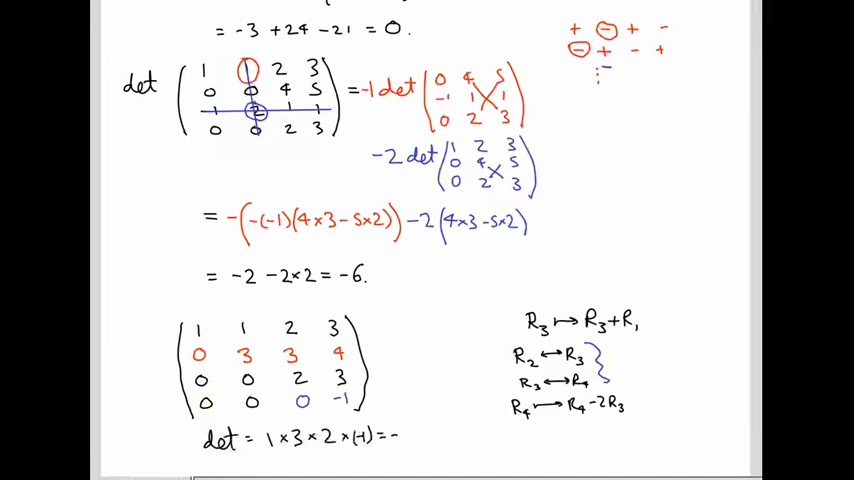 = -3 + 24 - 21 = 0.
+ - + -
- + - +
⋮ -
det ( 1 1 2 3 = -1 det ( 0 4 5
0 0 4 5 -1 1 1
-1 2 1 1 0 2 3 )
0 0 2 3 )
-2 det ( 1 2 3
0 4 5
0 2 3 )
= -(-(-1)(4×3-5×2)) -2(4×3-5×2)
= -2 -2×2 = -6.
( 1 1 2 3
0 3 3 4
0 0 2 3
0 0 0 -1 )
R₃ ↦ R₃+R₁
R₂ ↔ R₃
R₃ ↔ R₄
R₄ ↦ R₄-2R₃
det = 1×3×2×(-1) = -